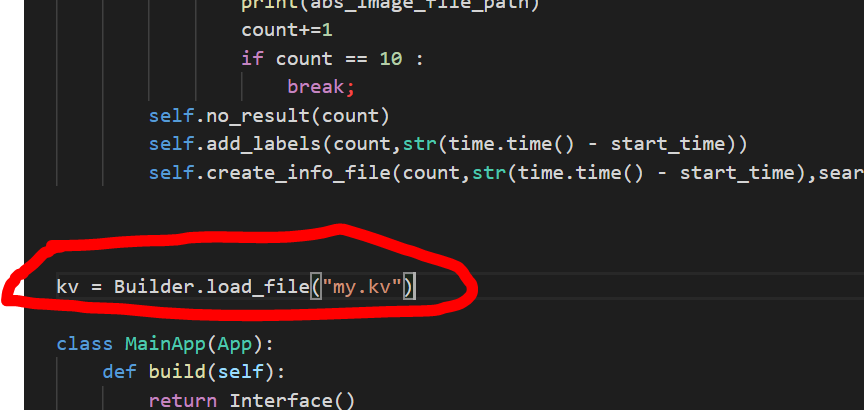 print(abs_image_file_path)
count+=1
if count == 10 :
break;
self.no_result(count)
self.add_labels(count,str(time.time() - start_time))
self.create_info_file(count,str(time.time() - start_time),sear
kv = Builder.load_file("my.kv")
class MainApp(App):
def build(self):
return Interface()